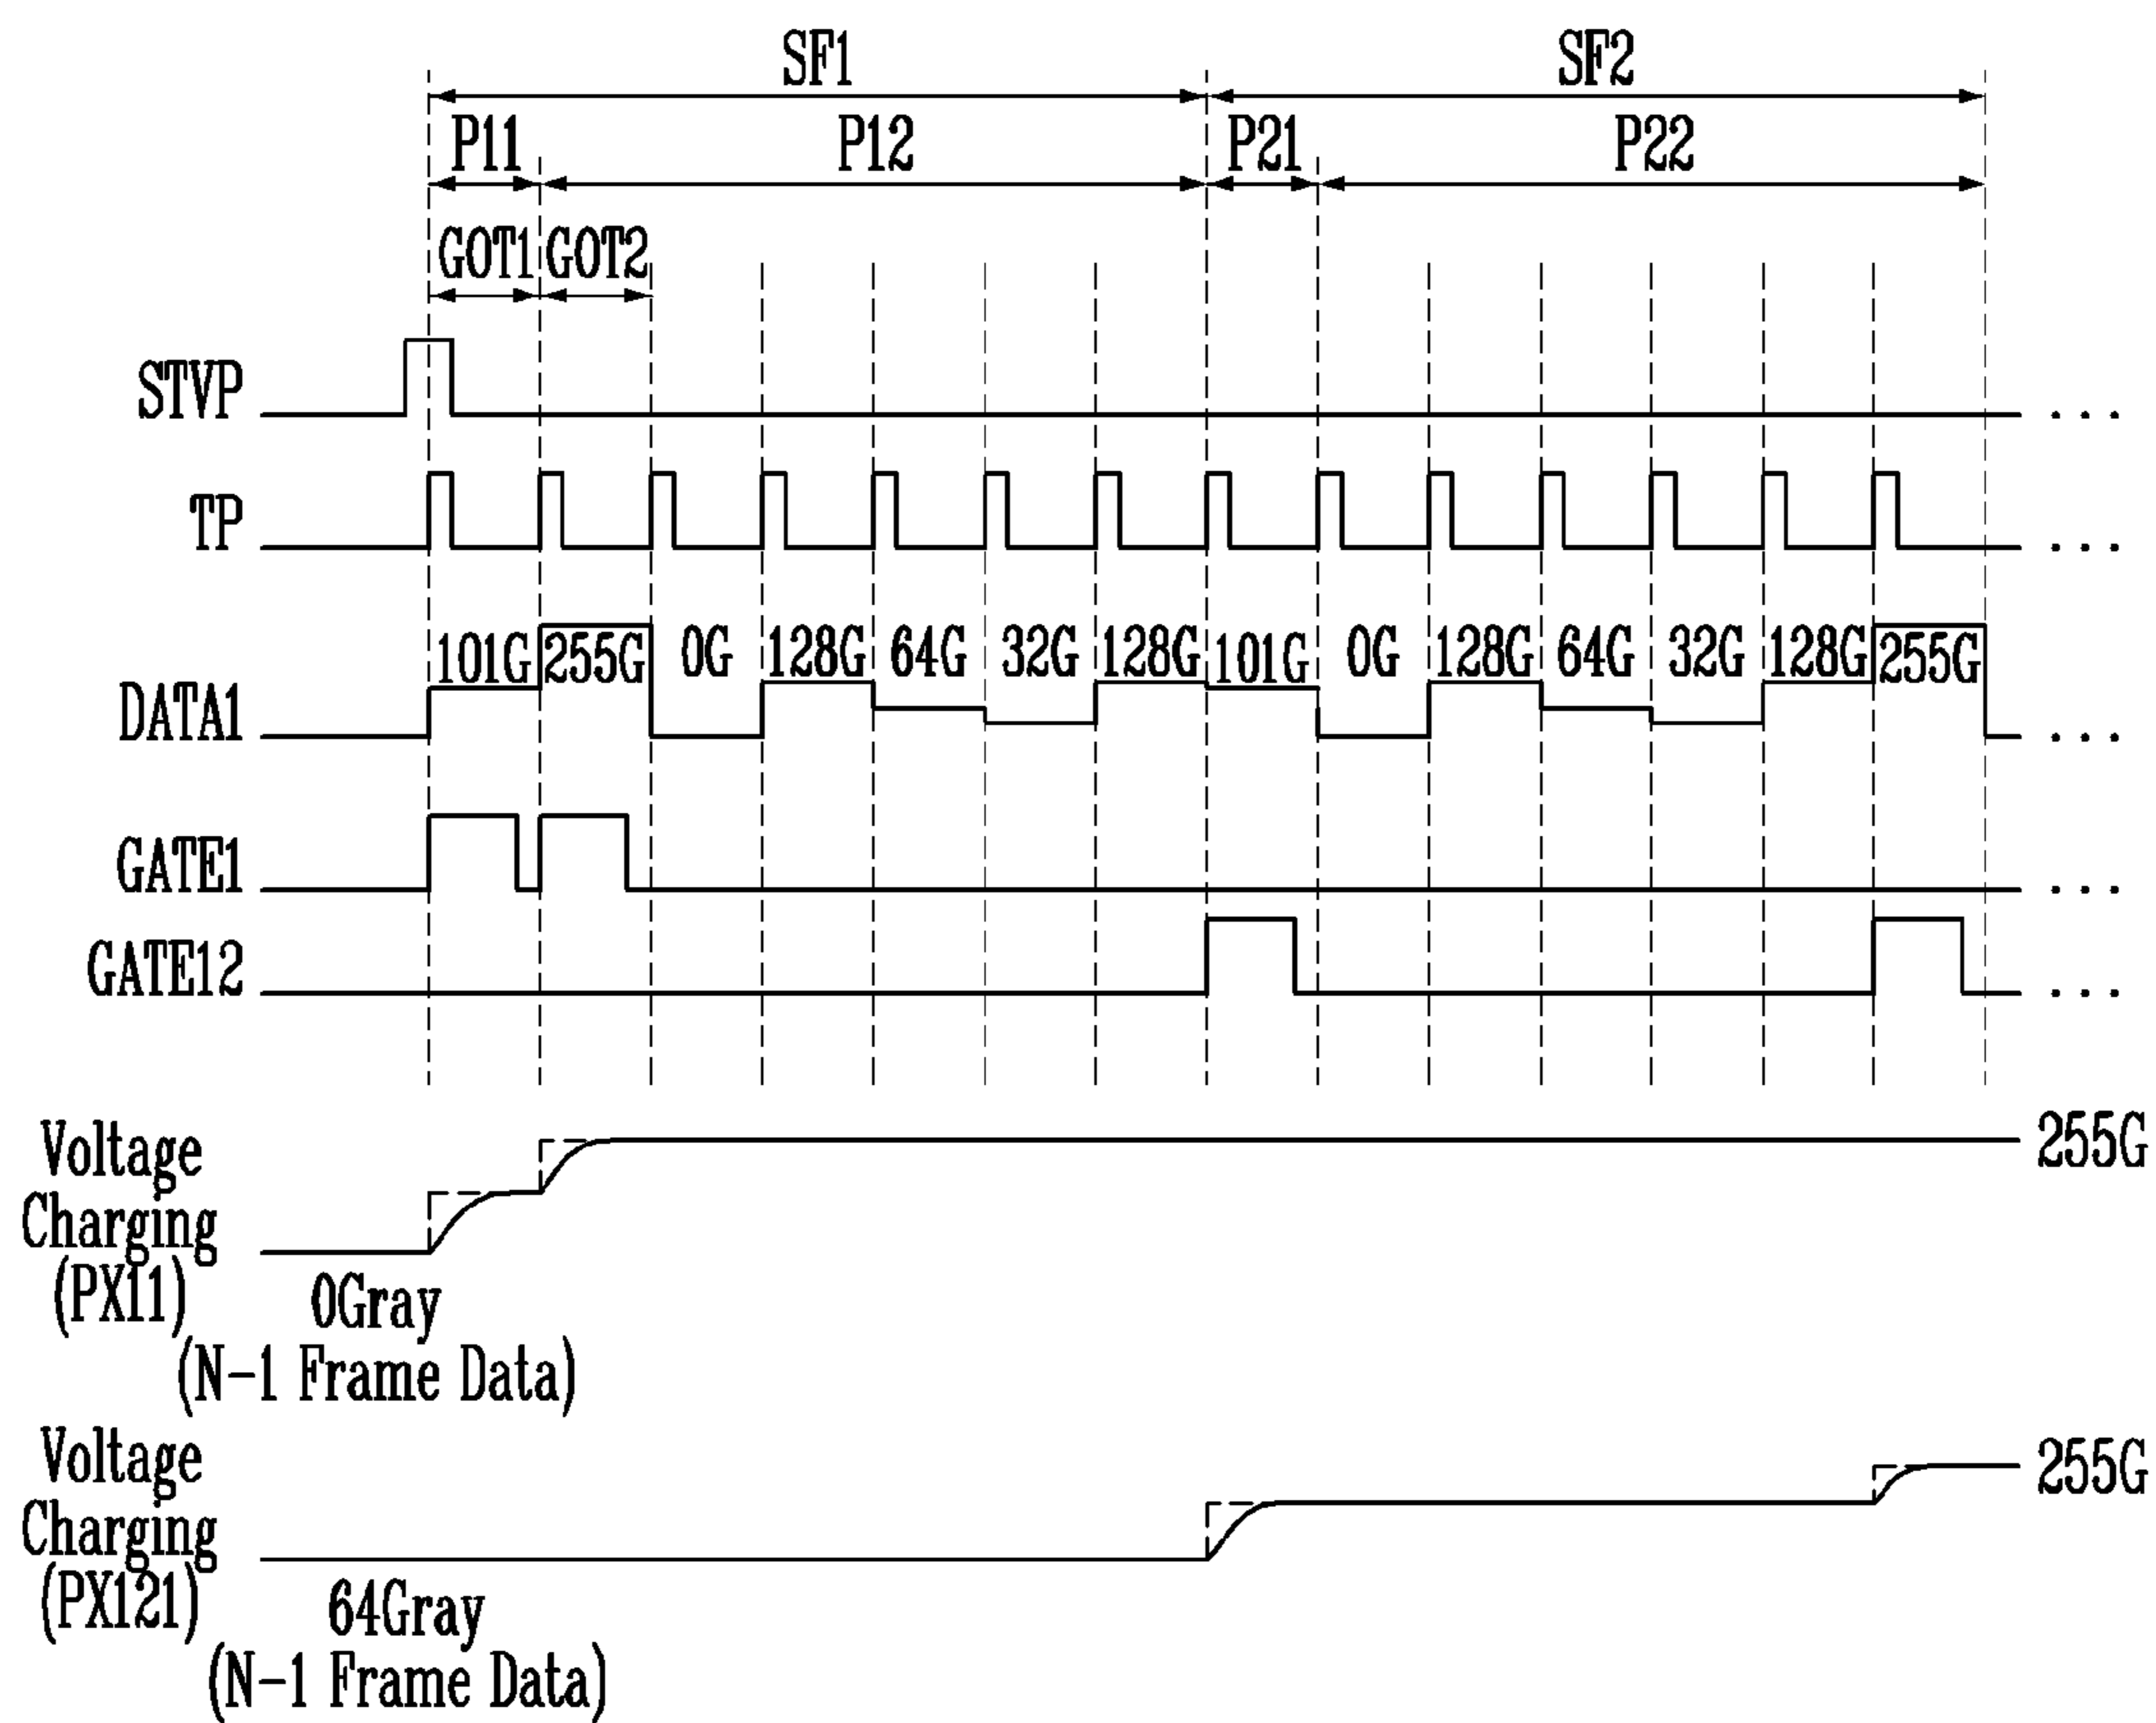 SF1 SF2
P11 P12 P21 P22
GOT1 GOT2
STVP ...
TP ...
101G 255G 0G 128G 64G 32G 128G 101G 0G 128G 64G 32G 128G 255G
DATA1 ...
GATE1 ...
GATE12 ...
Voltage
Charging
(PX11)
255G
0Gray
(N-1 Frame Data)
Voltage
Charging
(PX121)
255G
64Gray
(N-1 Frame Data)